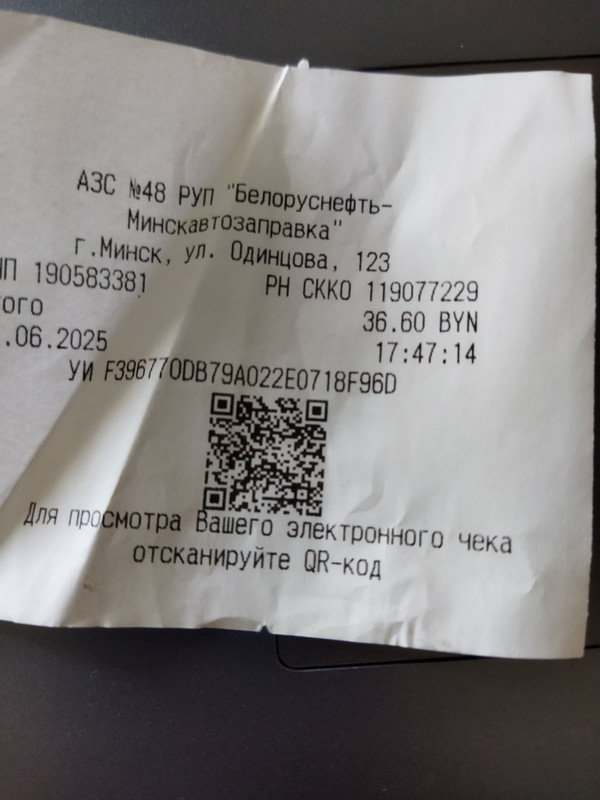 АЗС №48 РУП "Белоруснефть-
Минскавтозаправка"
г.Минск, ул. Одинцова, 123
НП 190583381 РН СККО 119077229
того 36.60 BYN
.06.2025 17:47:14
УИ F396770DB79A022E0718F96D
Для просмотра Вашего электронного чека
отсканируйте QR-код